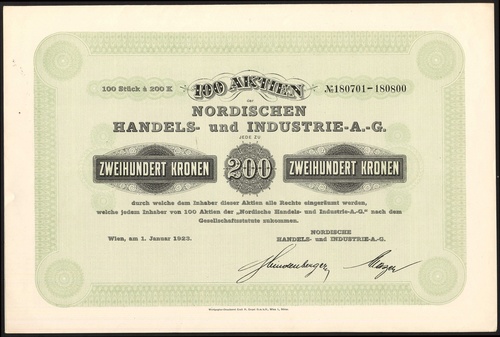 100 AKTIEN
100 Stück à 200 K
№180701-180800
der
NORDISCHEN
HANDELS- und INDUSTRIE-A.-G.
JEDE ZU
ZWEIHUNDERT KRONEN
200
ZWEIHUNDERT KRONEN
durch welche dem Inhaber dieser Aktien alle Rechte eingeräumt werden,
welche jedem Inhaber von 100 Aktien der „Nordische Handels- und Industrie-A.-G.“ nach dem
Gesellschaftsstatute zukommen.
Wien, am 1. Januar 1923.
NORDISCHE
HANDELS- und INDUSTRIE-A.-G.